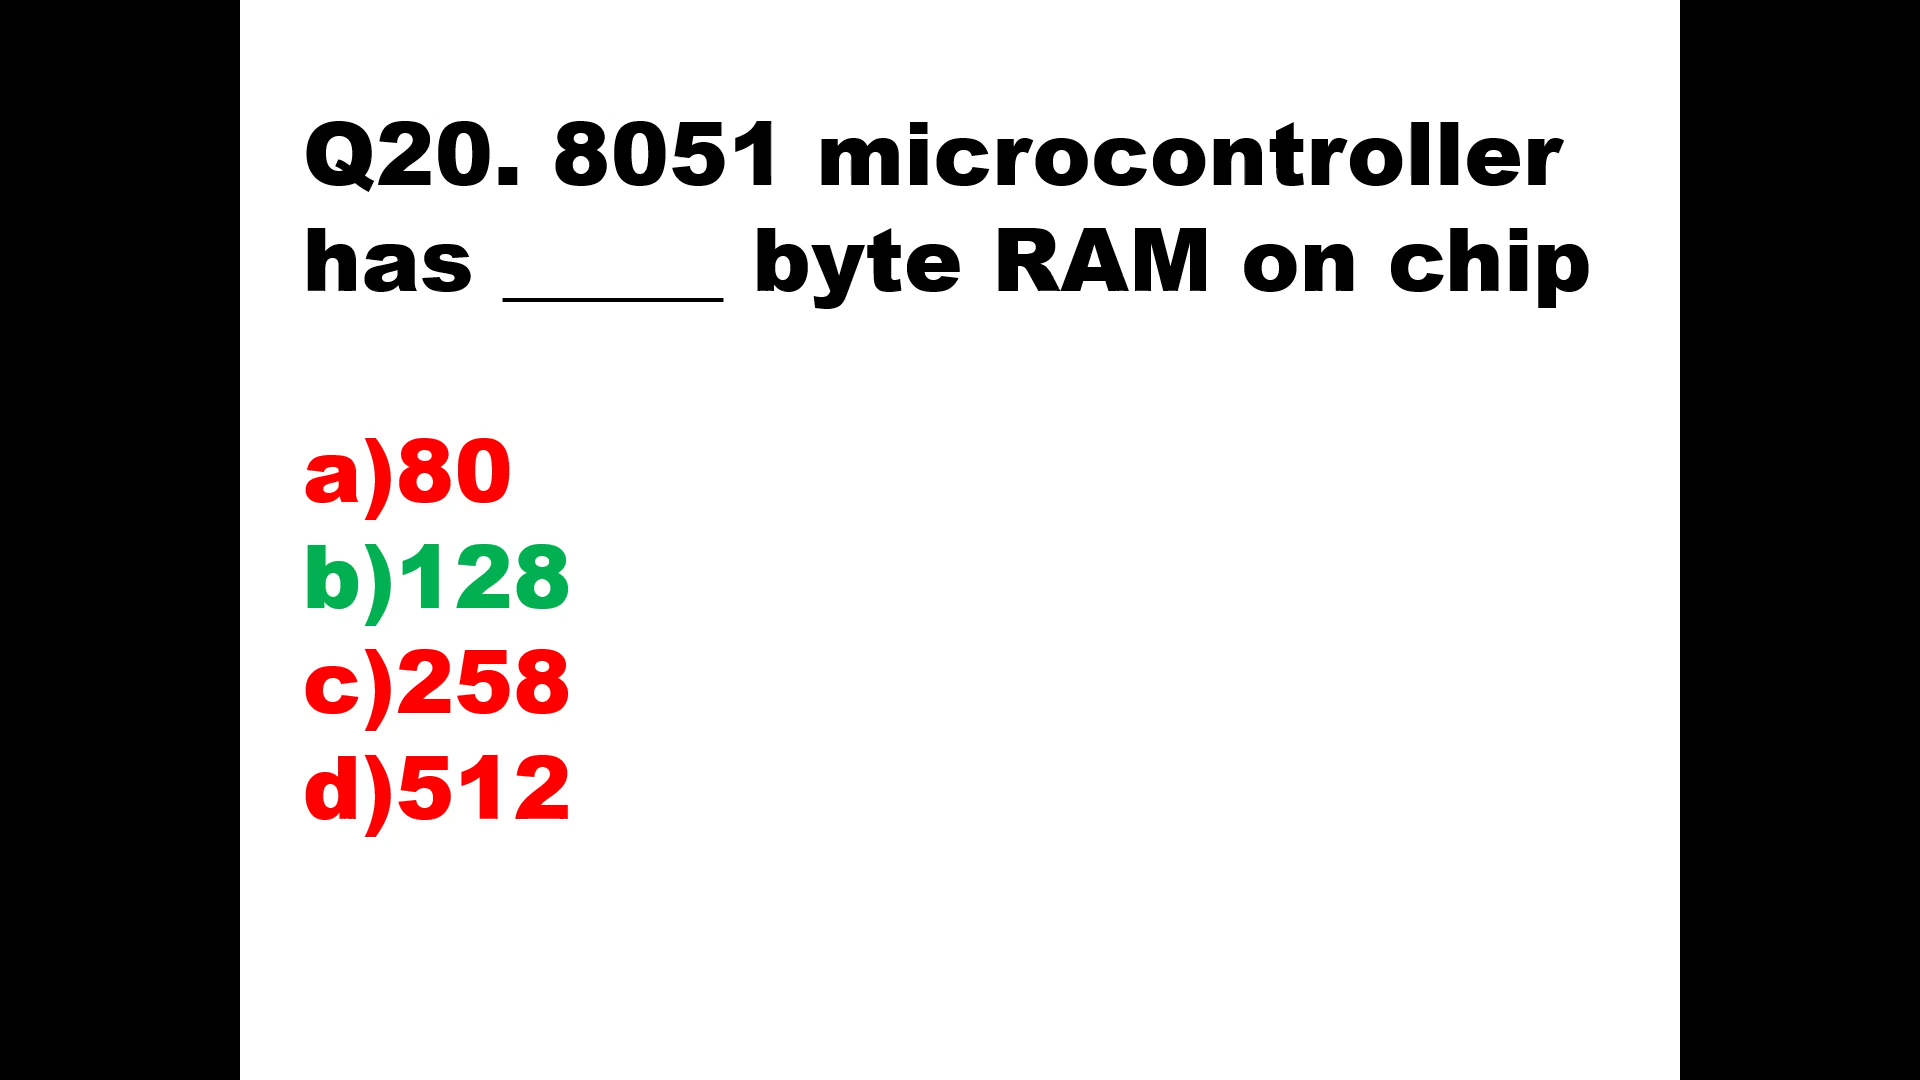 Q20. 8051 microcontroller
has _____ byte RAM on chip
a)80
b)128
c)258
d)512